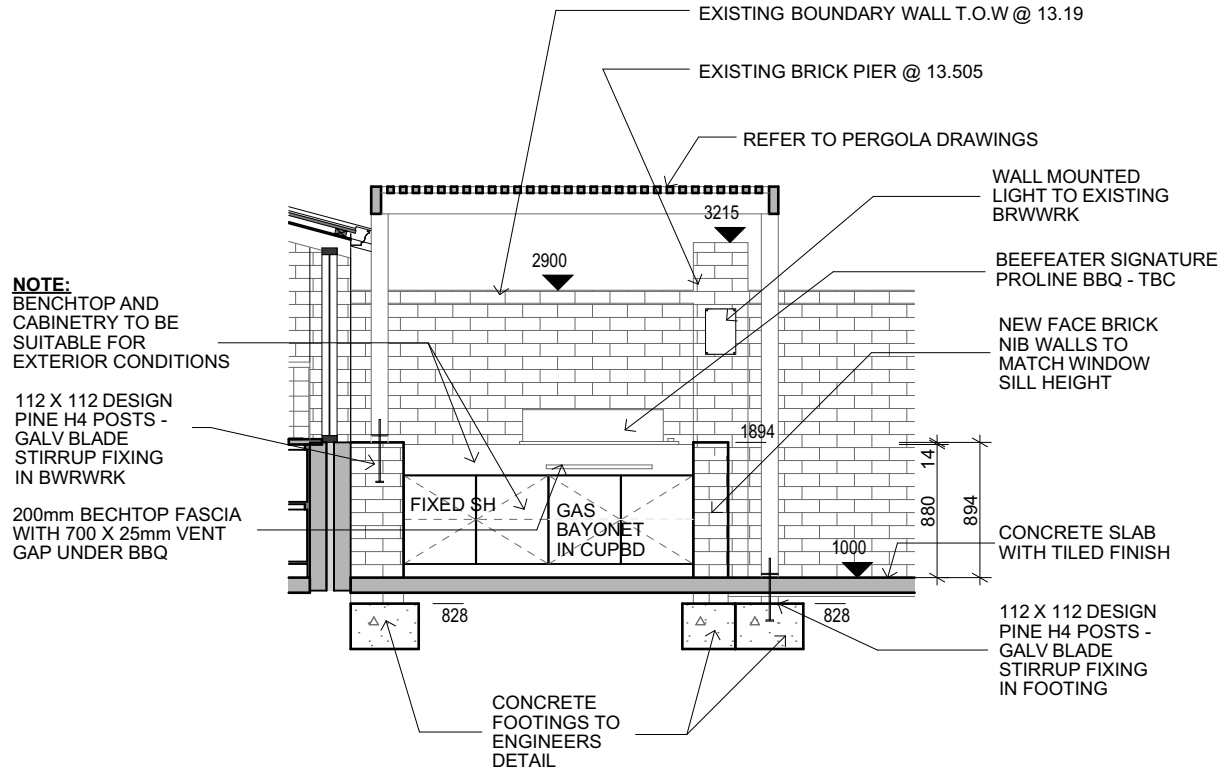 EXISTING BOUNDARY WALL T.O.W @ 13.19
EXISTING BRICK PIER @ 13.505
REFER TO PERGOLA DRAWINGS
WALL MOUNTED
LIGHT TO EXISTING
BRWWRK
3215
2900
BEEFEATER SIGNATURE
PROLINE BBQ - TBC
NOTE:
BENCHTOP AND
CABINETRY TO BE
SUITABLE FOR
EXTERIOR CONDITIONS
NEW FACE BRICK
NIB WALLS TO
MATCH WINDOW
SILL HEIGHT
112 X 112 DESIGN
PINE H4 POSTS -
GALV BLADE
STIRRUP FIXING
IN BWRWRK
1894
14
880
894
200mm BECHTOP FASCIA
WITH 700 X 25mm VENT
GAP UNDER BBQ
FIXED SH
GAS
BAYONET
IN CUPBD
1000
CONCRETE SLAB
WITH TILED FINISH
828
828
112 X 112 DESIGN
PINE H4 POSTS -
GALV BLADE
STIRRUP FIXING
IN FOOTING
CONCRETE
FOOTINGS TO
ENGINEERS
DETAIL